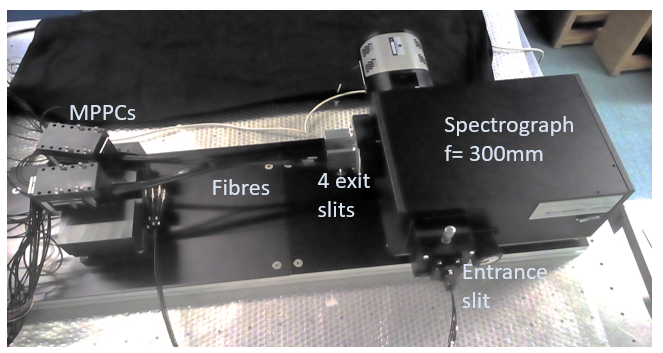 MPPCs
Spectrograph
f= 300mm
Fibres
4 exit
slits
Entrance
slit